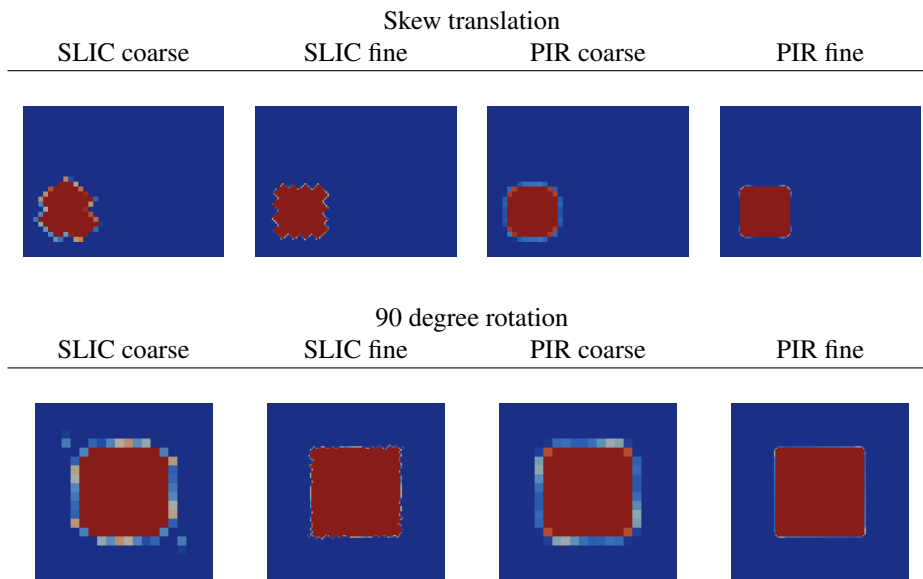 Skew translation
SLIC coarse SLIC fine PIR coarse PIR fine
90 degree rotation
SLIC coarse SLIC fine PIR coarse PIR fine